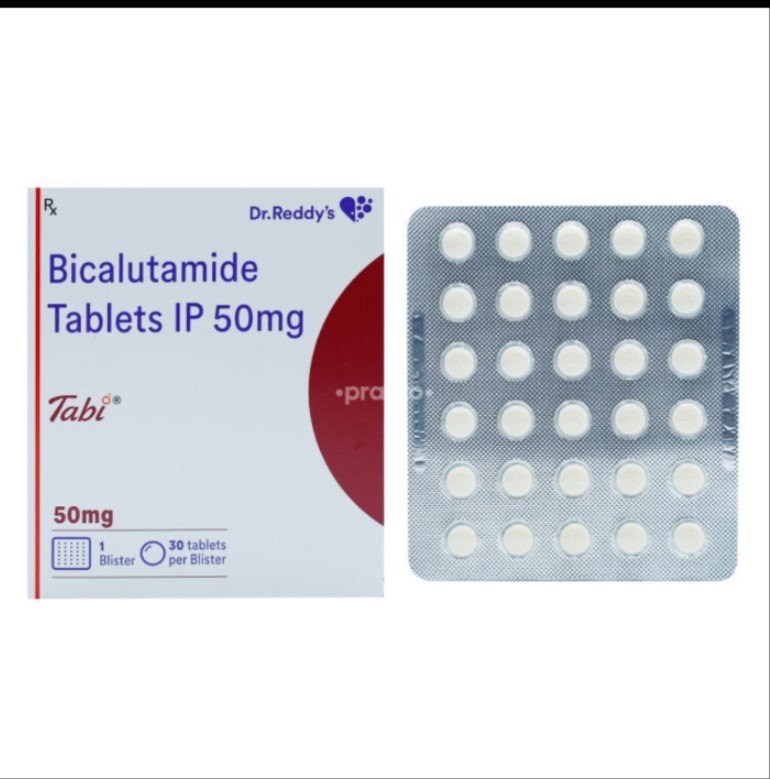 Rx
Dr.Reddy's
Bicalutamide
Tablets IP 50mg
Tabi®
50mg
1
Blister
30 tablets
per Blister